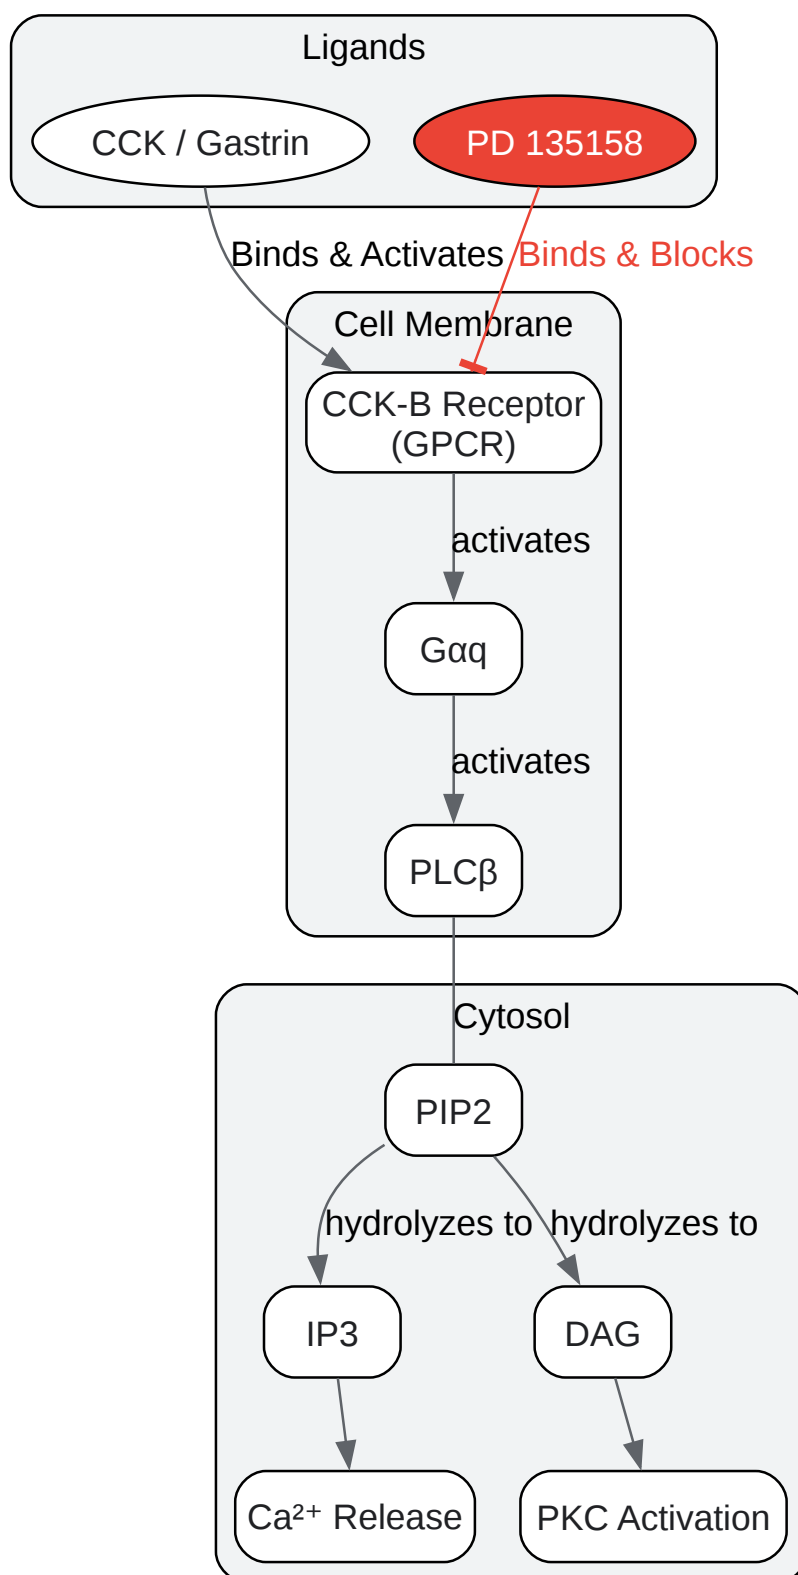 Ligands
CCK / Gastrin
PD 135158
Binds & Activates
Binds & Blocks
Cell Membrane
CCK-B Receptor
(GPCR)
activates
Gαq
activates
PLCβ
Cytosol
PIP2
hydrolyzes to
hydrolyzes to
IP3
DAG
Ca²⁺ Release
PKC Activation